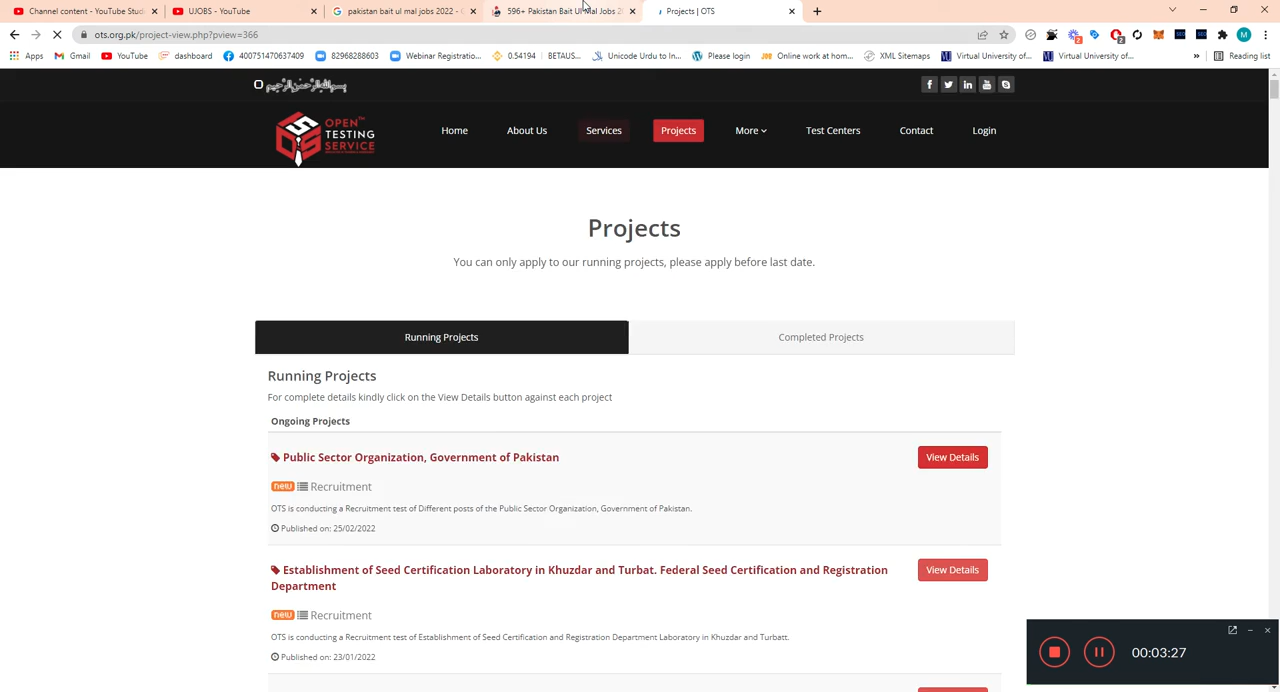 Channel content - YouTube Studi
UJOBS - YouTube
pakistan bait ul mal jobs 2022 - G
596+ Pakistan Bait Ul Mal Jobs 2
Projects | OTS
ots.org.pk/project-view.php?pview=366
Apps
Gmail
YouTube
dashboard
400751470637409
82968288603
Webinar Registratio...
0.54194 | BETAUS...
Unicode Urdu to In...
Please login
Online work at hom...
XML Sitemaps
Virtual University of...
Virtual University of...
Reading list
بسم الله الرحمن الرحیم
OPEN
TESTING
SERVICE
Home
About Us
Services
Projects
More
Test Centers
Contact
Login
Projects
You can only apply to our running projects, please apply before last date.
Running Projects
Completed Projects
Running Projects
For complete details kindly click on the View Details button against each project
Ongoing Projects
Public Sector Organization, Government of Pakistan
View Details
new Recruitment
OTS is conducting a Recruitment test of Different posts of the Public Sector Organization, Government of Pakistan.
Published on: 25/02/2022
Establishment of Seed Certification Laboratory in Khuzdar and Turbat. Federal Seed Certification and Registration
Department
View Details
new Recruitment
OTS is conducting a Recruitment test of Establishment of Seed Certification and Registration Department Laboratory in Khuzdar and Turbatt.
Published on: 23/01/2022
00:03:27